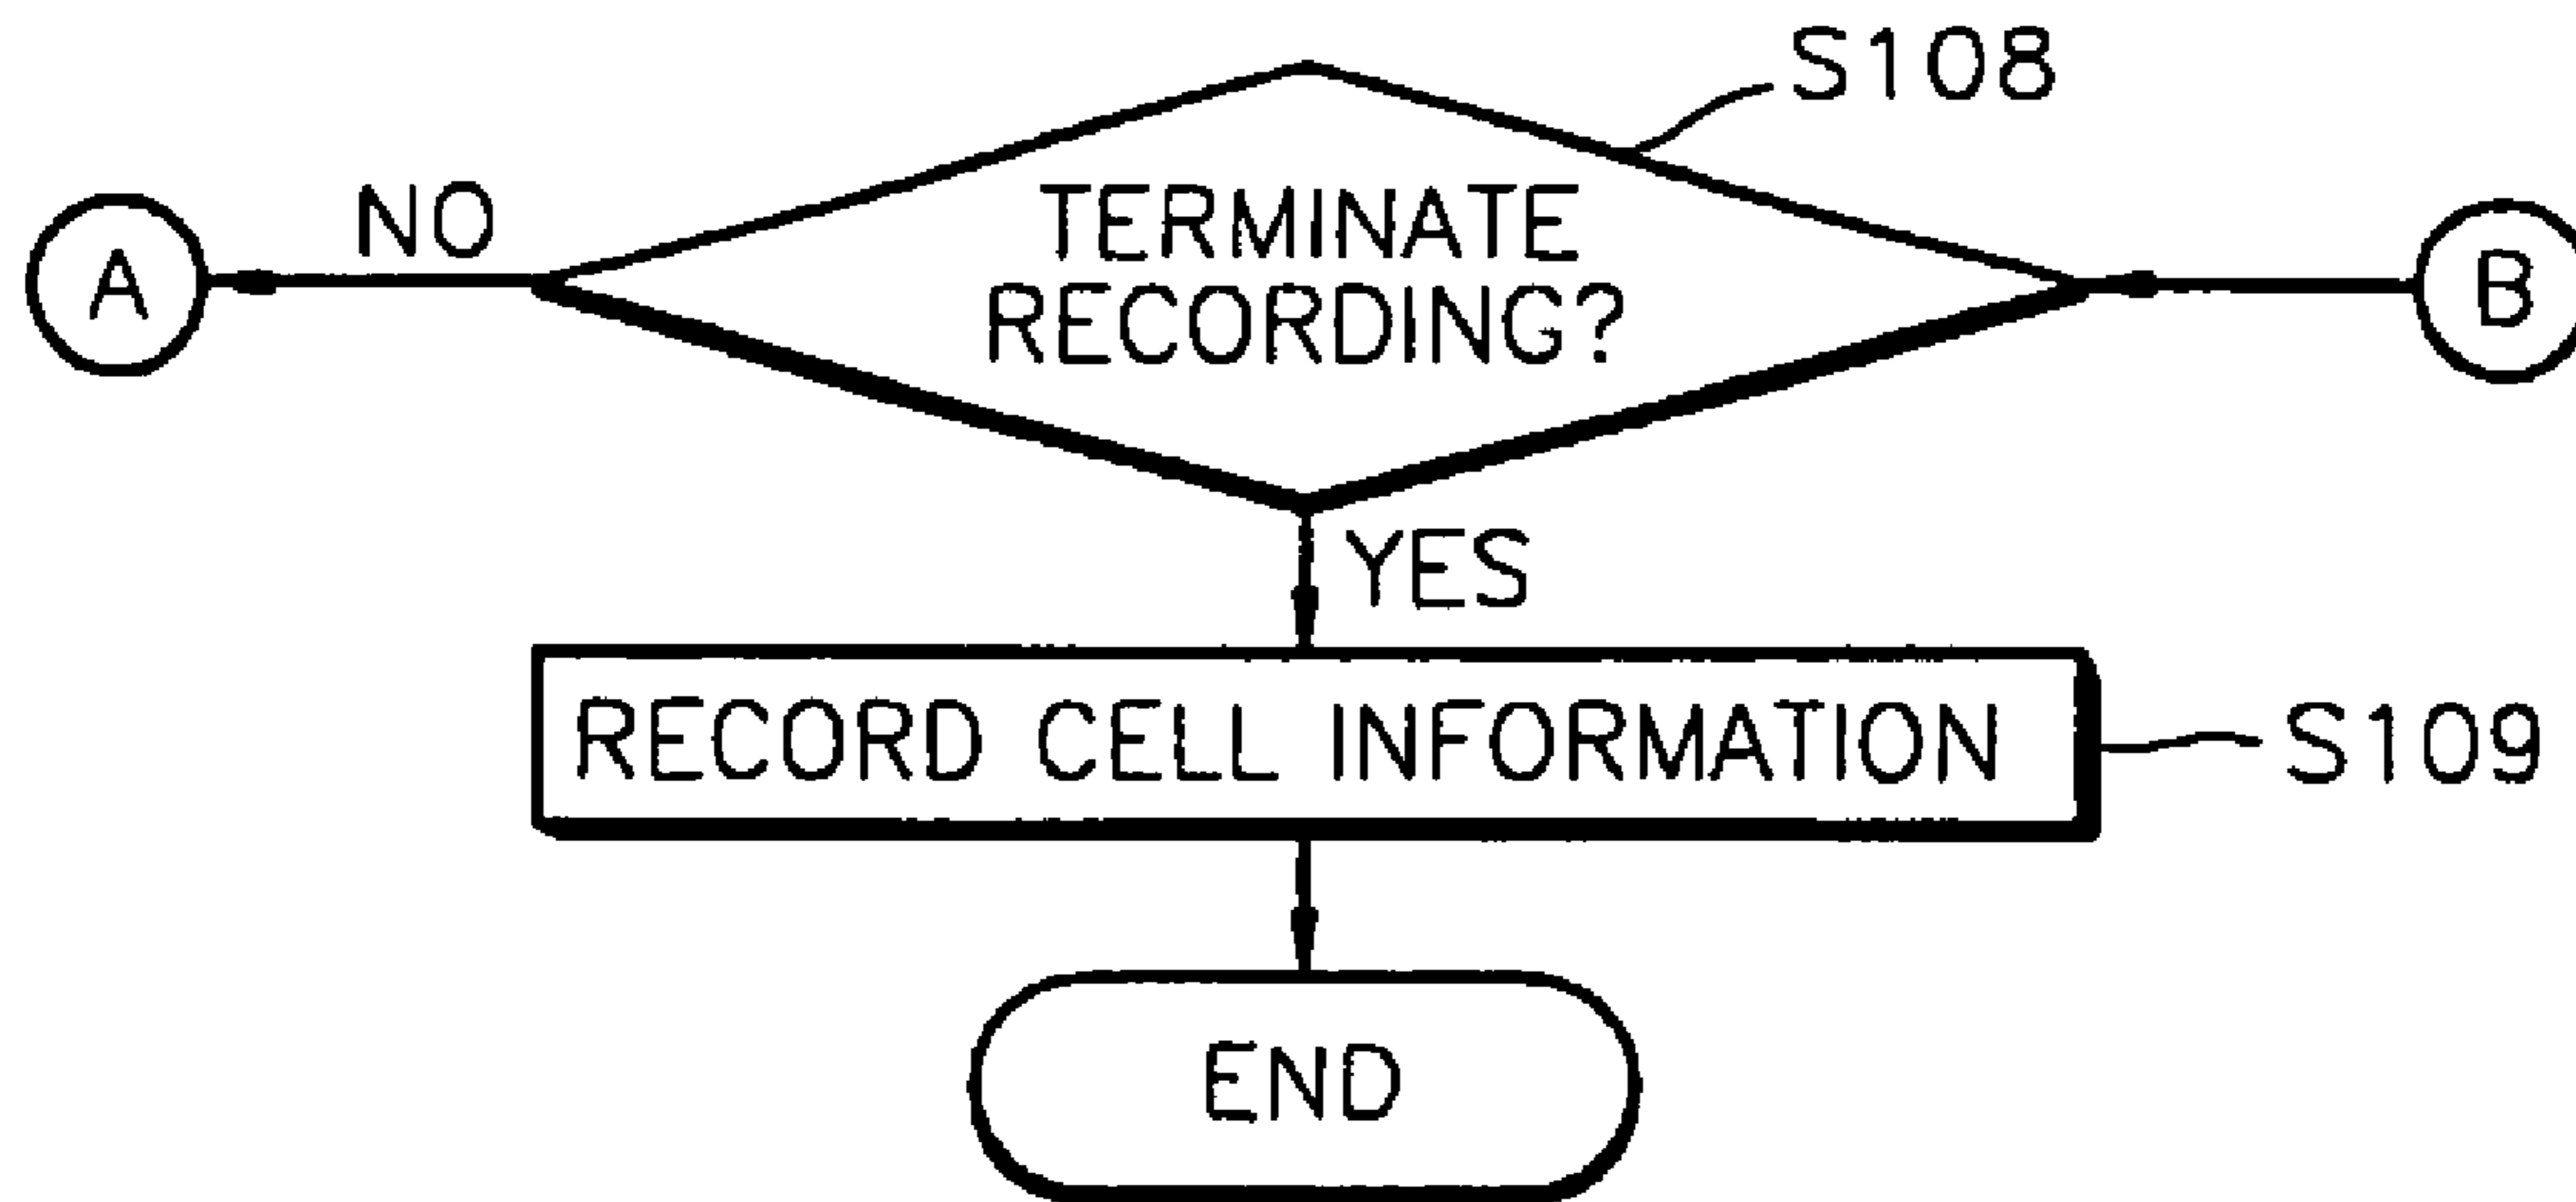 S108
NO
A
TERMINATE
RECORDING?
B
YES
RECORD CELL INFORMATION
S109
END